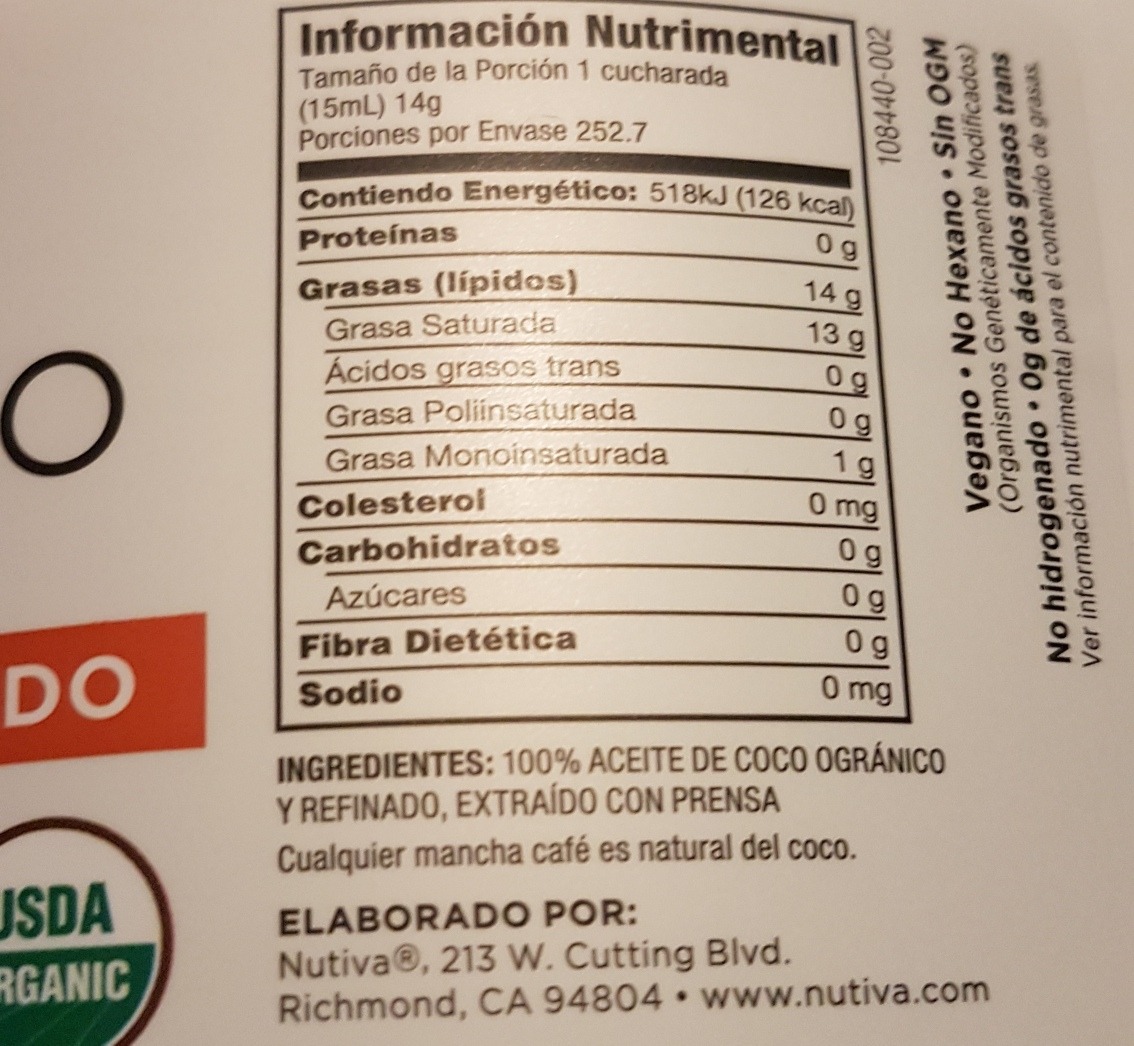 Información Nutrimental
Tamaño de la Porción 1 cucharada
(15mL) 14g
Porciones por Envase 252.7
Contiendo Energético: 518kJ (126 kcal)
Proteínas 0 g
Grasas (lípidos) 14 g
Grasa Saturada 13 g
Ácidos grasos trans 0 g
Grasa Poliinsaturada 0 g
Grasa Monoinsaturada 1 g
Colesterol 0 mg
Carbohidratos 0 g
Azúcares 0 g
Fibra Dietética 0 g
Sodio 0 mg
INGREDIENTES: 100% ACEITE DE COCO OGRÁNICO
Y REFINADO, EXTRAÍDO CON PRENSA
Cualquier mancha café es natural del coco.
ELABORADO POR:
Nutiva®, 213 W. Cutting Blvd.
Richmond, CA 94804 • www.nutiva.com
108440-002
Vegano • No Hexano • Sin OGM
(Organismos Genéticamente Modificados)
No hidrogenado • 0g de ácidos grasos trans
Ver información nutrimental para el contenido de grasas.
O
DO
USDA
ORGANIC